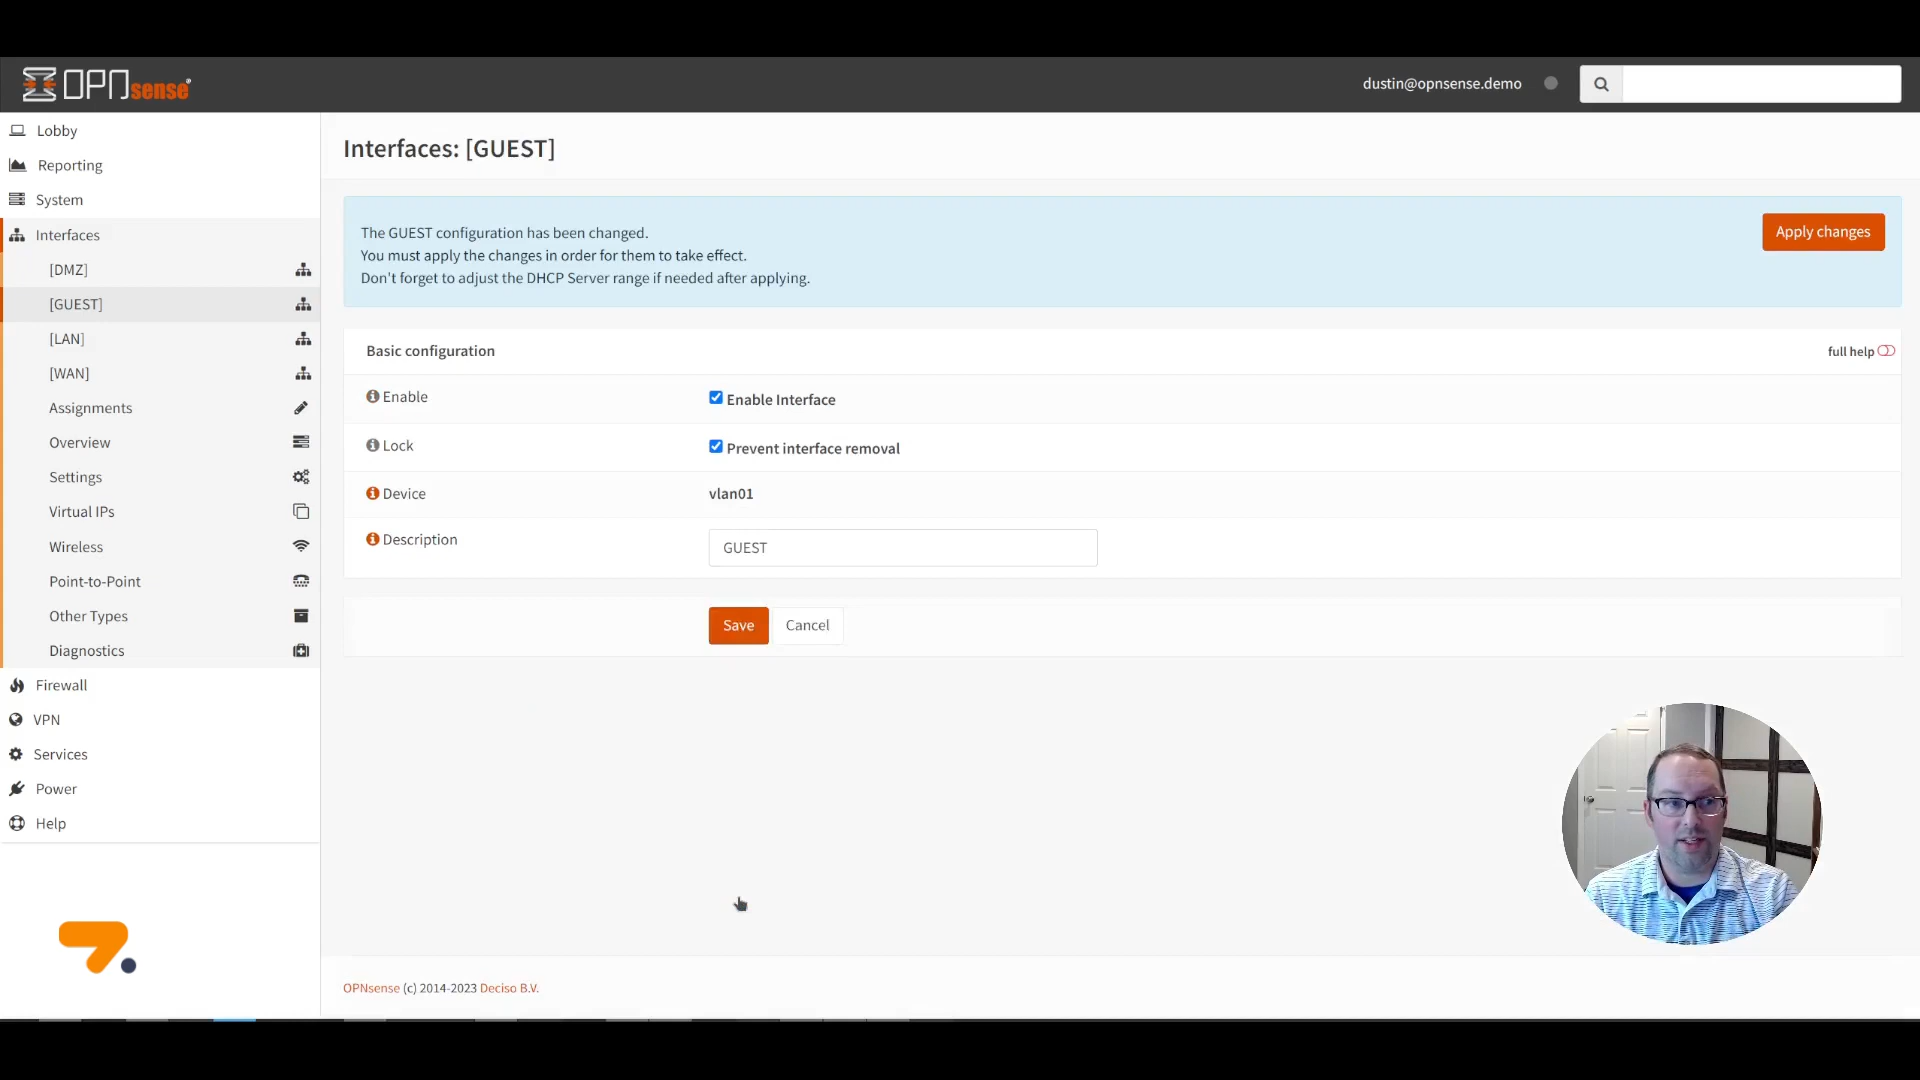 OPNsense
dustin@opnsense.demo
Lobby
Reporting
System
Interfaces
[DMZ]
[GUEST]
[LAN]
[WAN]
Assignments
Overview
Settings
Virtual IPs
Wireless
Point-to-Point
Other Types
Diagnostics
Firewall
VPN
Services
Power
Help
Interfaces: [GUEST]
The GUEST configuration has been changed.
You must apply the changes in order for them to take effect.
Don't forget to adjust the DHCP Server range if needed after applying.
Apply changes
Basic configuration
full help
Enable
Enable Interface
Lock
Prevent interface removal
Device
vlan01
Description
GUEST
Save
Cancel
OPNsense (c) 2014-2023 Deciso B.V.